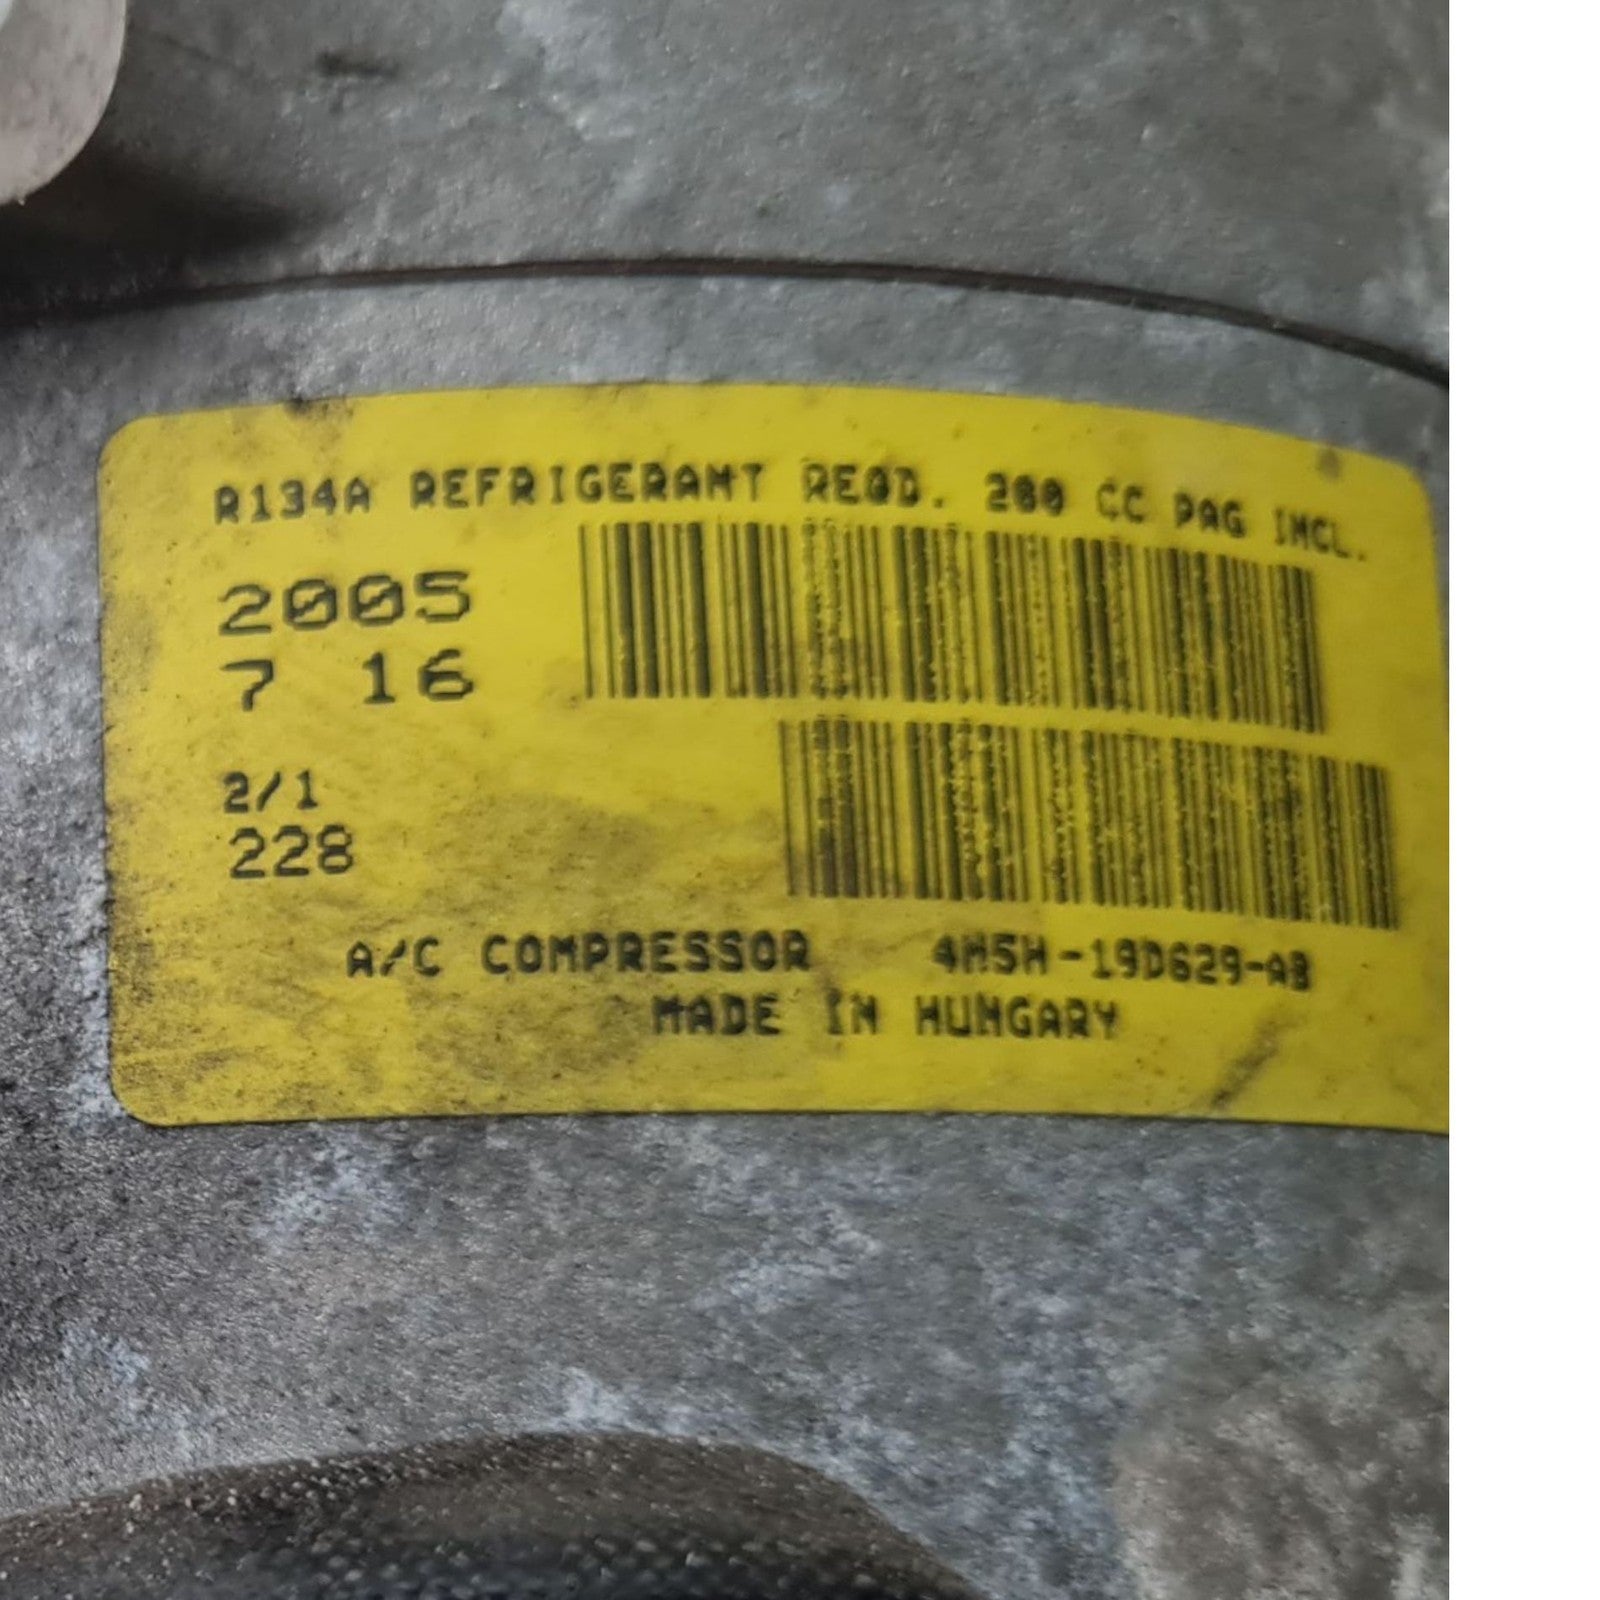 R134A REFRIGERANT REQD. 200 CC PAG INCL.
2005
7 16
2/1
228
A/C COMPRESSOR 4M5H-19D629-AB
MADE IN HUNGARY